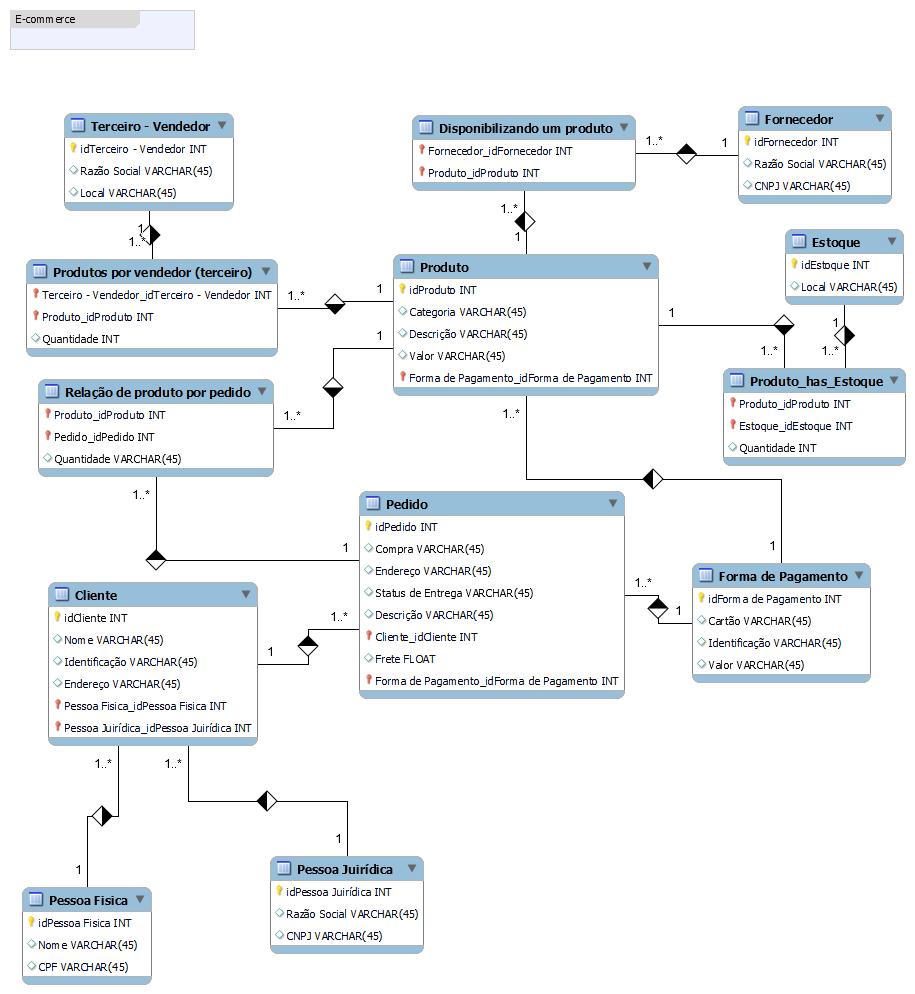 E-commerce
Terceiro - Vendedor
idTerceiro - Vendedor INT
Razão Social VARCHAR(45)
Local VARCHAR(45)
Disponibilizando um produto
Fornecedor_idFornecedor INT
Produto_idProduto INT
1..*
1
Fornecedor
idFornecedor INT
Razão Social VARCHAR(45)
CNPJ VARCHAR(45)
1
1..*
1..*
1
Estoque
idEstoque INT
Local VARCHAR(45)
Produtos por vendedor (terceiro)
Terceiro - Vendedor_idTerceiro - Vendedor INT
Produto_idProduto INT
Quantidade INT
1..*
1
Produto
idProduto INT
Categoria VARCHAR(45)
Descrição VARCHAR(45)
Valor VARCHAR(45)
Forma de Pagamento_idForma de Pagamento INT
1
1..*
1
1..*
Produto_has_Estoque
Produto_idProduto INT
Estoque_idEstoque INT
Quantidade INT
1
1..*
Relação de produto por pedido
Produto_idProduto INT
Pedido_idPedido INT
Quantidade VARCHAR(45)
1..*
1
1..*
1
Pedido
idPedido INT
Compra VARCHAR(45)
Endereço VARCHAR(45)
Status de Entrega VARCHAR(45)
Descrição VARCHAR(45)
Cliente_idCliente INT
Frete FLOAT
Forma de Pagamento_idForma de Pagamento INT
1..*
1
Forma de Pagamento
idForma de Pagamento INT
Cartão VARCHAR(45)
Identificação VARCHAR(45)
Valor VARCHAR(45)
Cliente
idCliente INT
Nome VARCHAR(45)
Identificação VARCHAR(45)
Endereço VARCHAR(45)
Pessoa Fisica_idPessoa Fisica INT
Pessoa Juirídica_idPessoa Juirídica INT
1
1..*
1..*
1..*
1
1
Pessoa Juirídica
idPessoa Juirídica INT
Razão Social VARCHAR(45)
CNPJ VARCHAR(45)
Pessoa Fisica
idPessoa Fisica INT
Nome VARCHAR(45)
CPF VARCHAR(45)